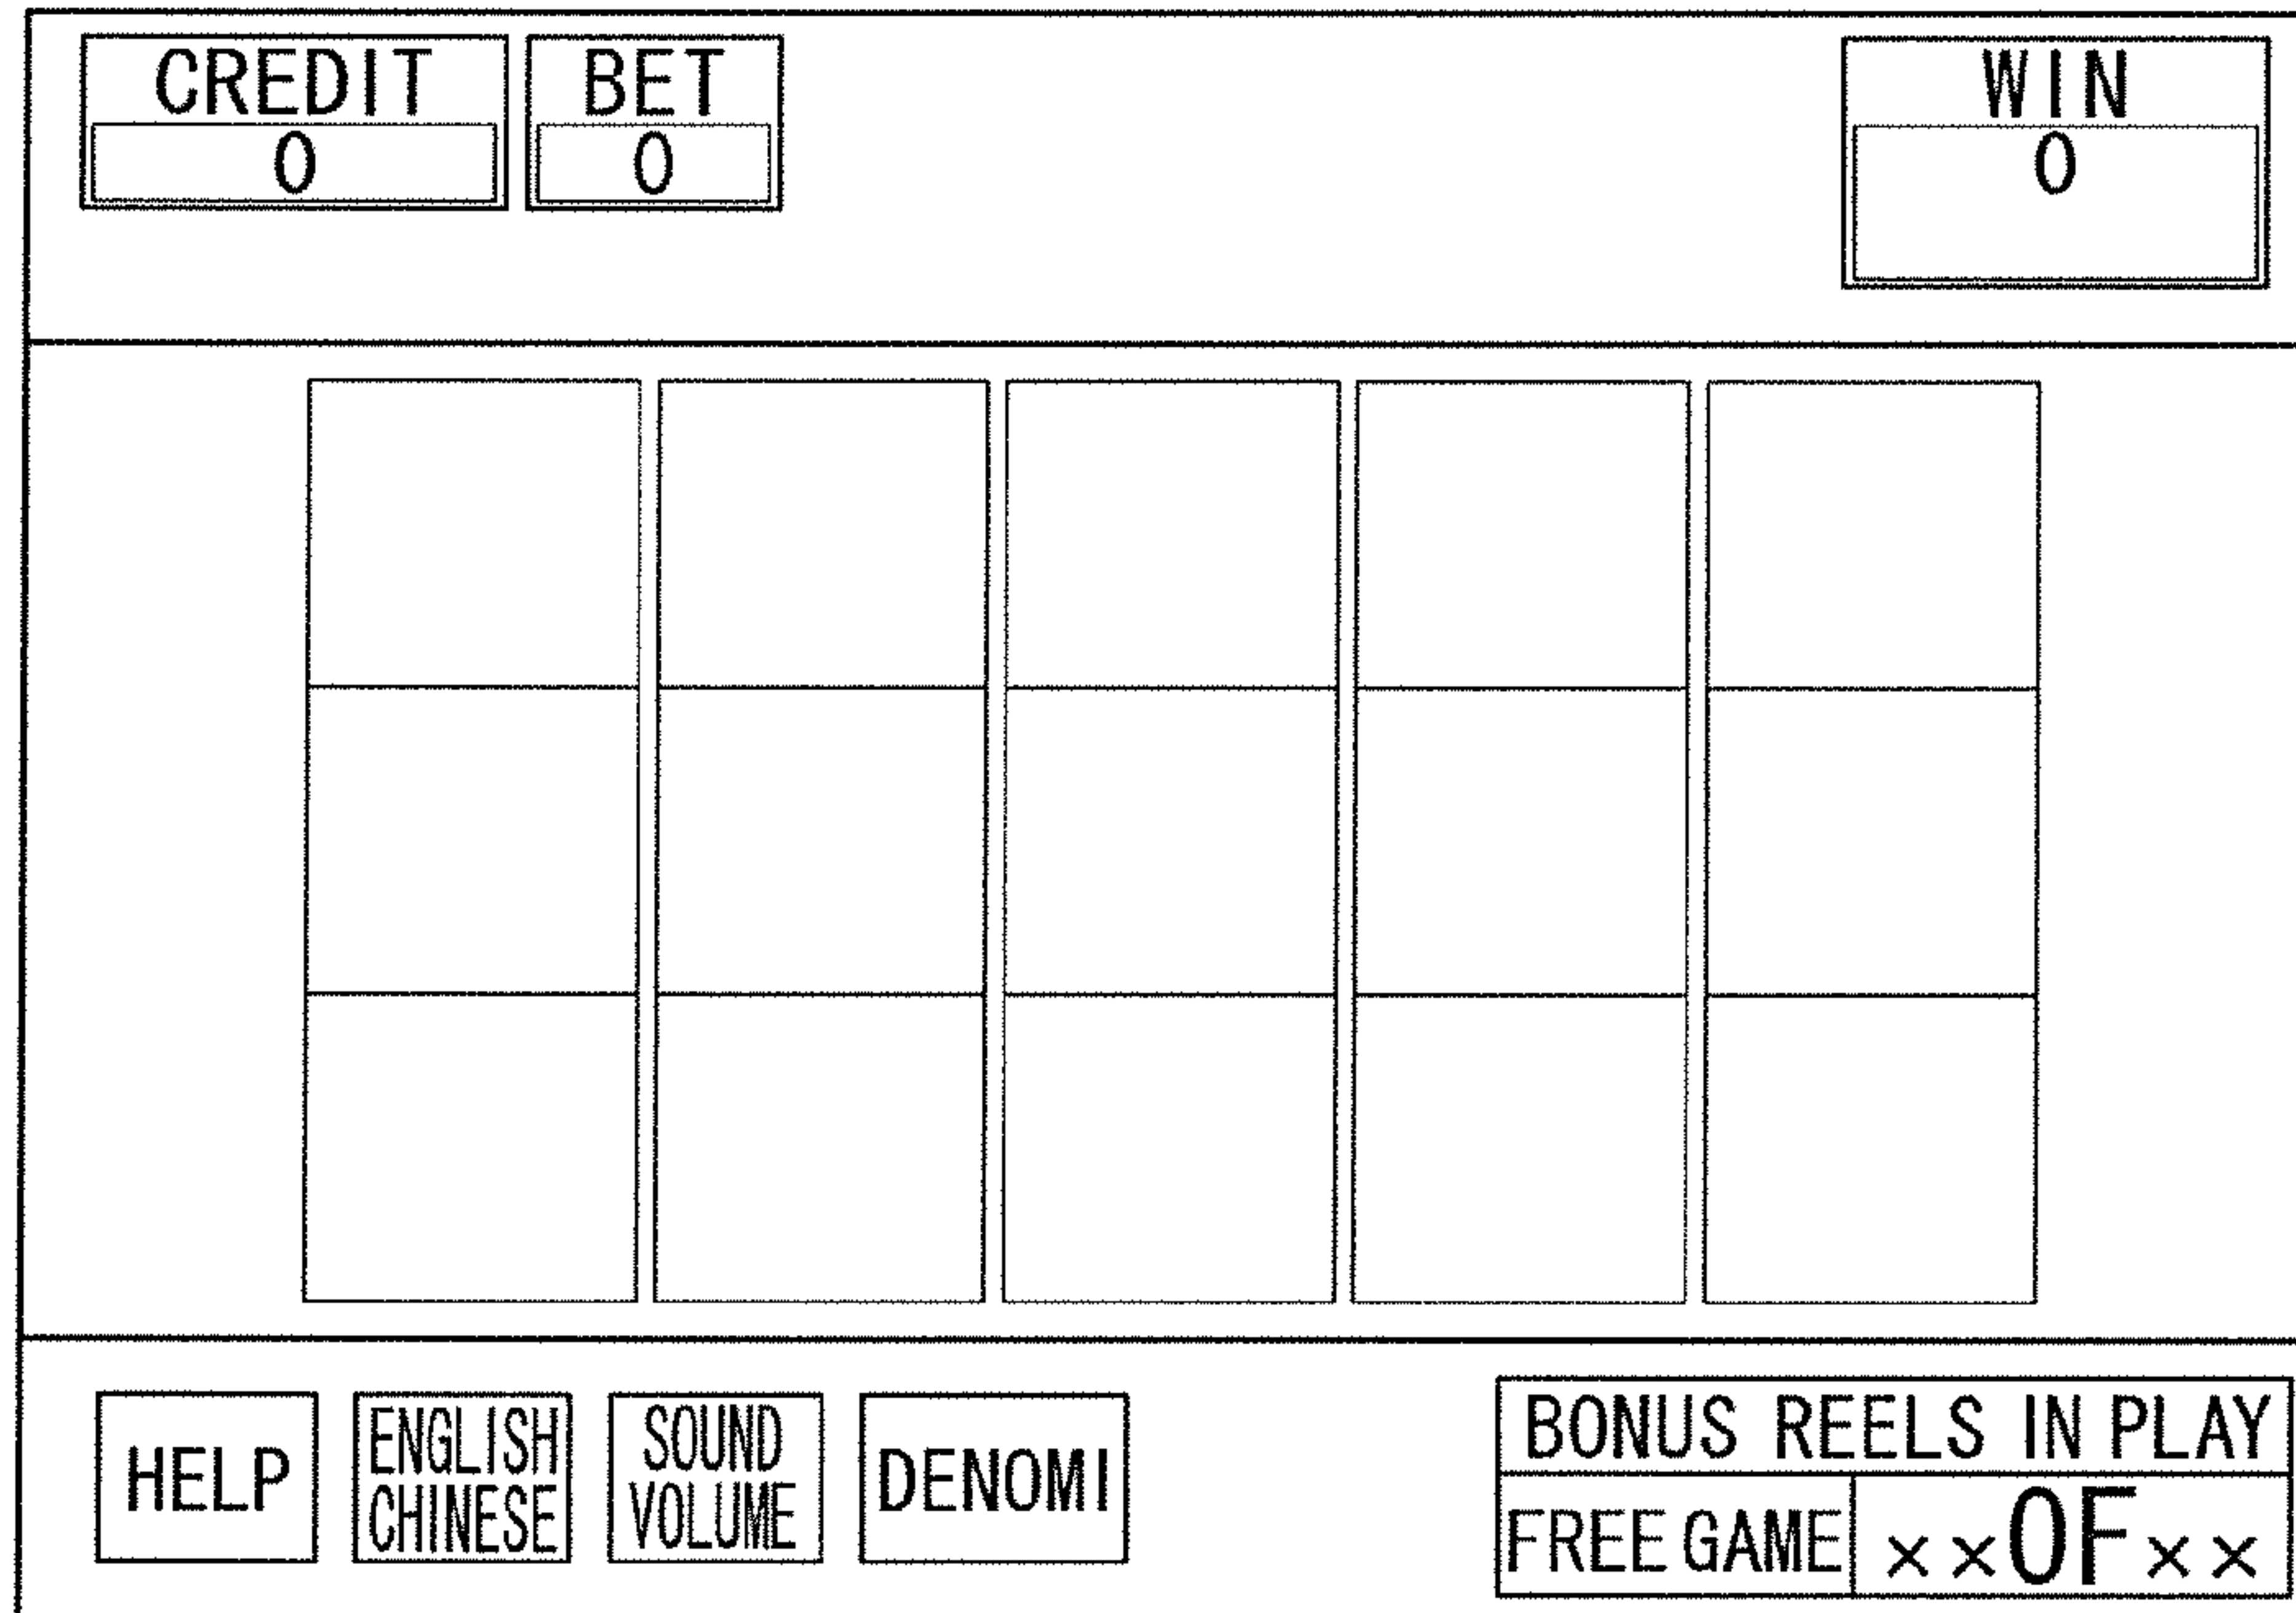 CREDIT
0
BET
0
WIN
0
HELP
ENGLISH
CHINESE
SOUND
VOLUME
DENOMI
BONUS REELS IN PLAY
FREE GAME
××OF××